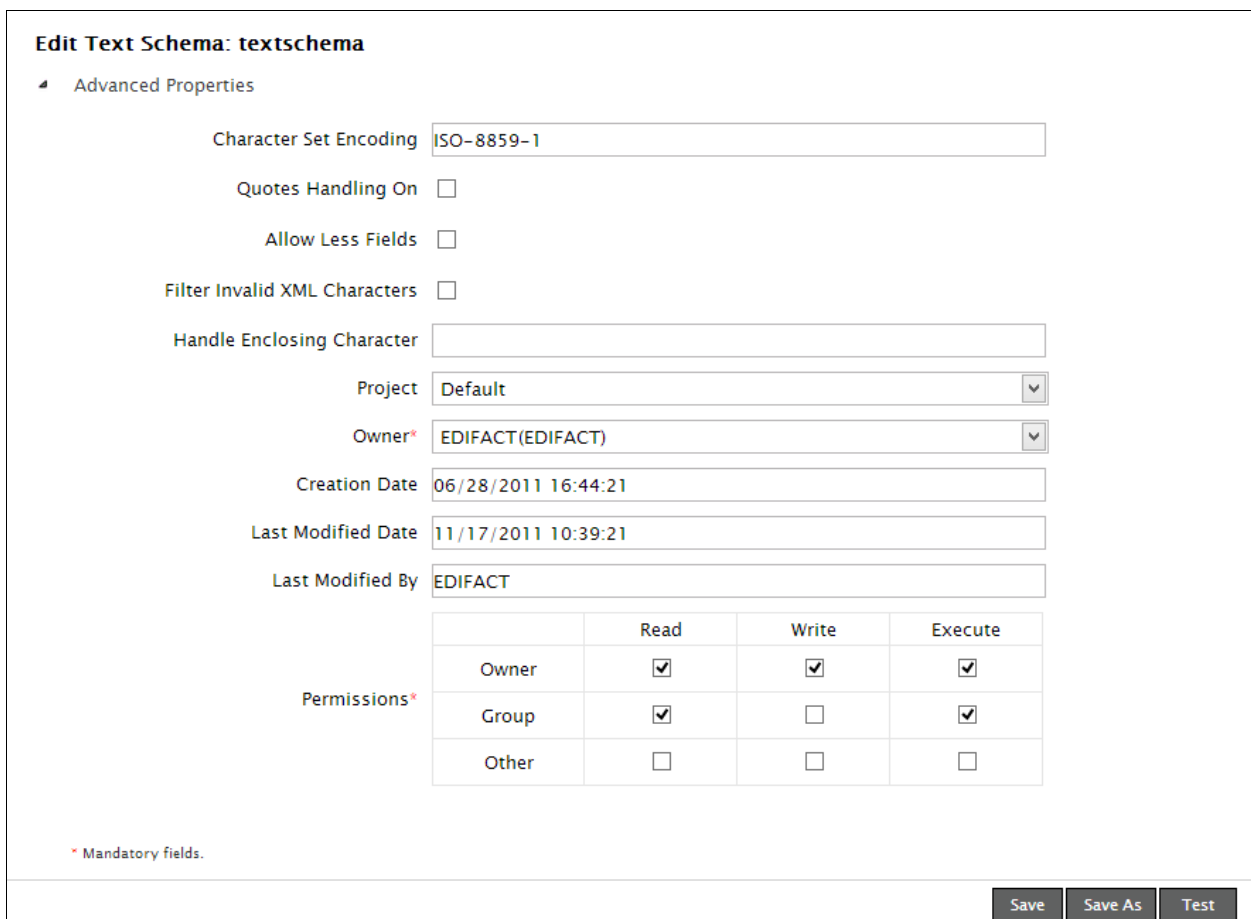 Edit Text Schema: textschema
Advanced Properties
Character Set Encoding ISO-8859-1
Quotes Handling On
Allow Less Fields
Filter Invalid XML Characters
Handle Enclosing Character
Project Default
Owner* EDIFACT(EDIFACT)
Creation Date 06/28/2011 16:44:21
Last Modified Date 11/17/2011 10:39:21
Last Modified By EDIFACT
Read Write Execute
Owner
Permissions*
Group
Other
* Mandatory fields.
Save Save As Test